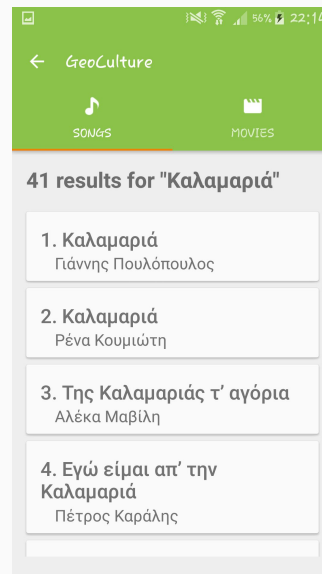 56% 22:14
GeoCulture
SONGS MOVIES
41 results for "Καλαμαριά"
1. Καλαμαριά
Γιάννης Πουλόπουλος
2. Καλαμαριά
Ρένα Κουμιώτη
3. Της Καλαμαριάς τ’ αγόρια
Αλέκα Μαβίλη
4. Εγώ είμαι απ’ την
Καλαμαριά
Πέτρος Καράλης